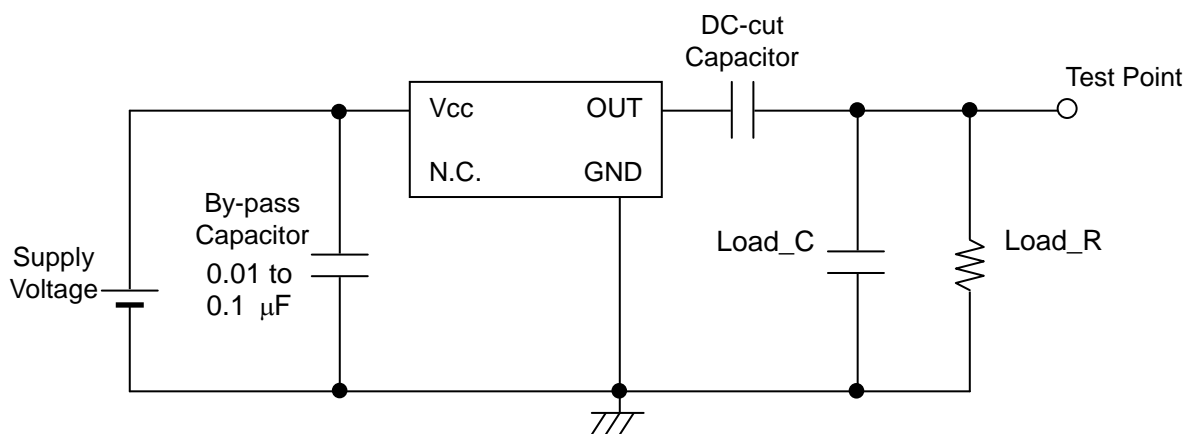 DC-cut
Capacitor
Test Point
Vcc
OUT
N.C.
GND
By-pass
Capacitor
0.01 to
0.1 μF
Supply
Voltage
Load_C
Load_R